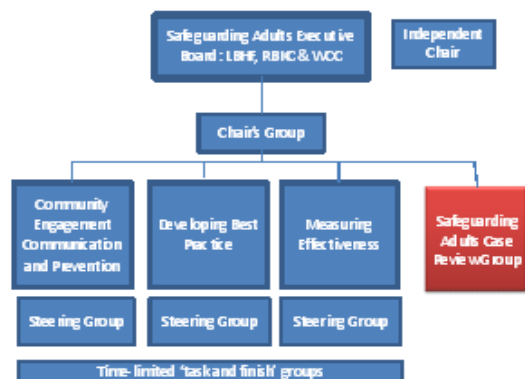 Safeguarding Adults Executive
Board: LBHF, RBKC & WCC
Independent
Chair
Chair's Group
Community
Engagement
Communication
and Prevention
Developing Best
Practice
Measuring
Effectiveness
Safeguarding
Adults Case
Review Group
Steering Group
Steering Group
Steering Group
Time-limited 'task and finish' groups